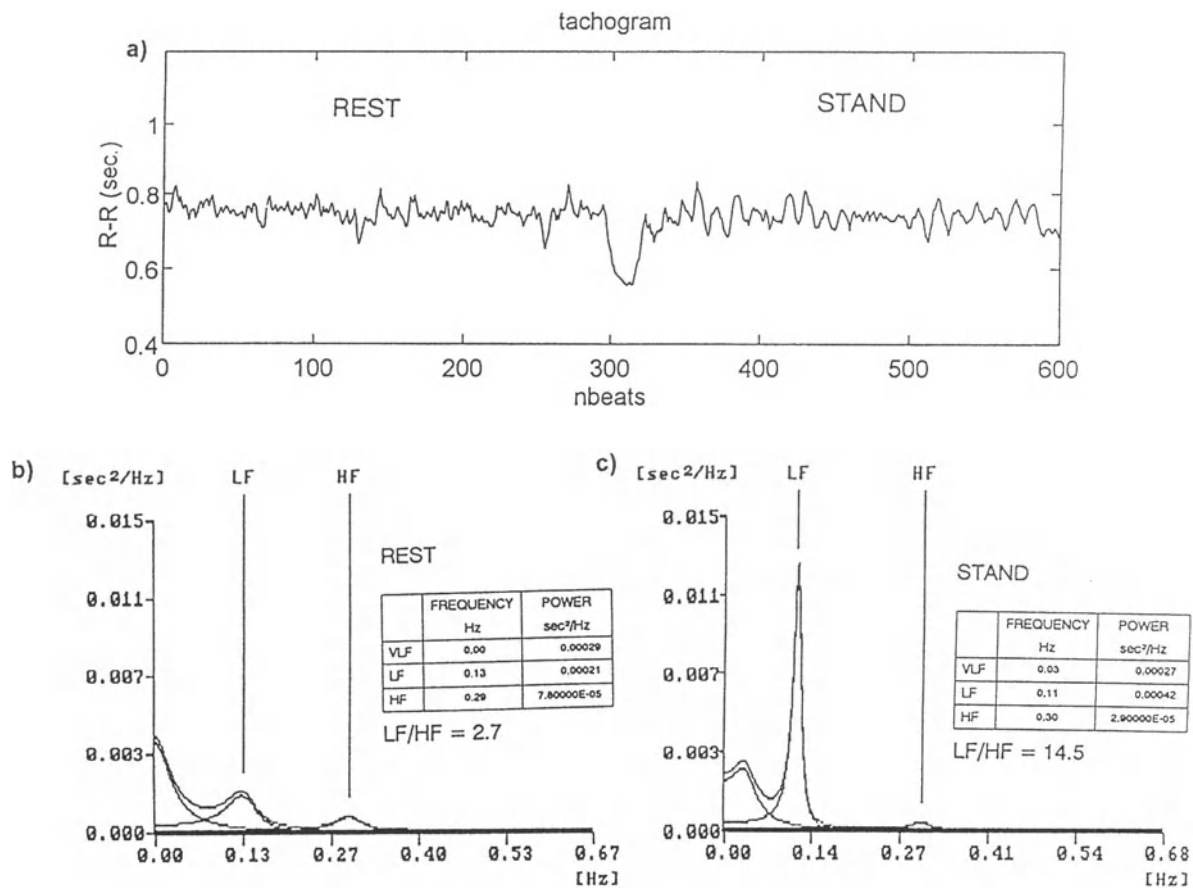 tachogram
a)
REST
STAND
R-R (sec.)
1
0.8
0.6
0.4
0 100 200 300 400 500 600
nbeats
b)
[sec²/Hz] LF HF
0.015
0.011
0.007
0.003
0.000
REST
FREQUENCY POWER
Hz sec²/Hz
VLF 0.00 0.00029
LF 0.13 0.00021
HF 0.29 7.80000E-05
LF/HF = 2.7
0.00 0.13 0.27 0.40 0.53 0.67
[Hz]
c)
[sec²/Hz] LF HF
0.015
0.011
0.007
0.003
0.000
STAND
FREQUENCY POWER
Hz sec²/Hz
VLF 0.03 0.00027
LF 0.11 0.00042
HF 0.30 2.90000E-05
LF/HF = 14.5
0.00 0.14 0.27 0.41 0.54 0.68
[Hz]